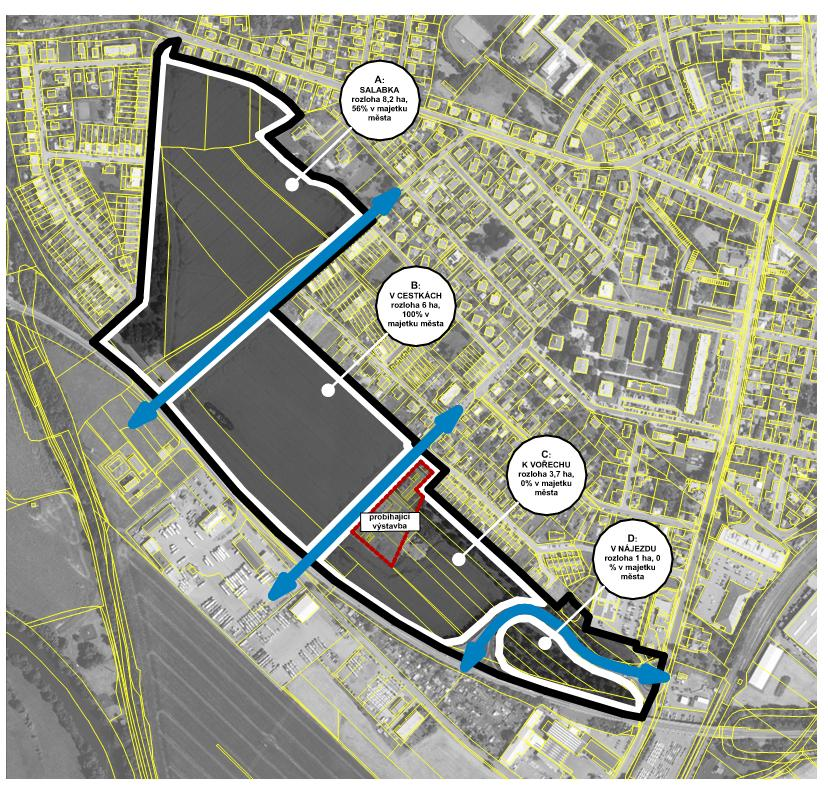 A:
SALABKA
rozloha 8,2 ha,
56% v majetku
města
B:
V CESTKÁCH
rozloha 6 ha,
100% v
majetku města
C:
K VOŘECHU
rozloha 3,7 ha,
0% v majetku
města
probíhající
výstavba
D:
V NÁJEZDU
rozloha 1 ha, 0
% v majetku
města